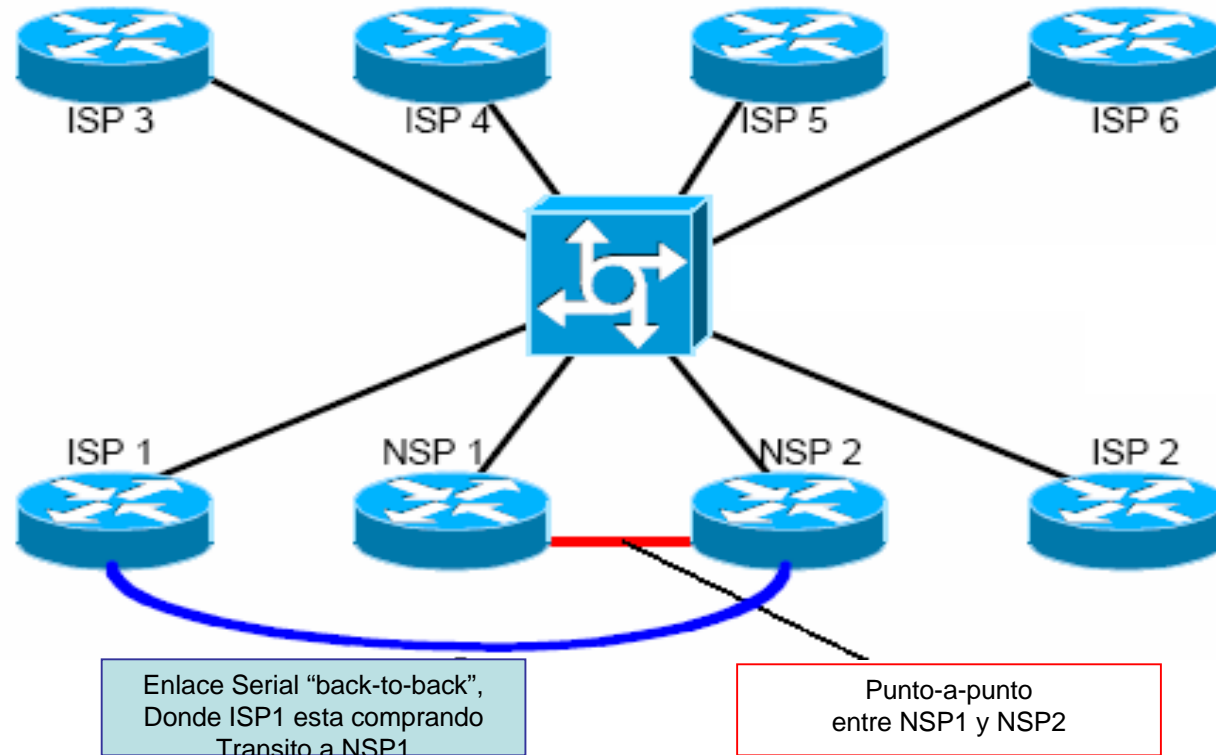 ISP 3
ISP 4
ISP 5
ISP 6
ISP 1
NSP 1
NSP 2
ISP 2
Enlace Serial “back-to-back”,
Donde ISP1 esta comprando
Transito a NSP1
Punto-a-punto
entre NSP1 y NSP2